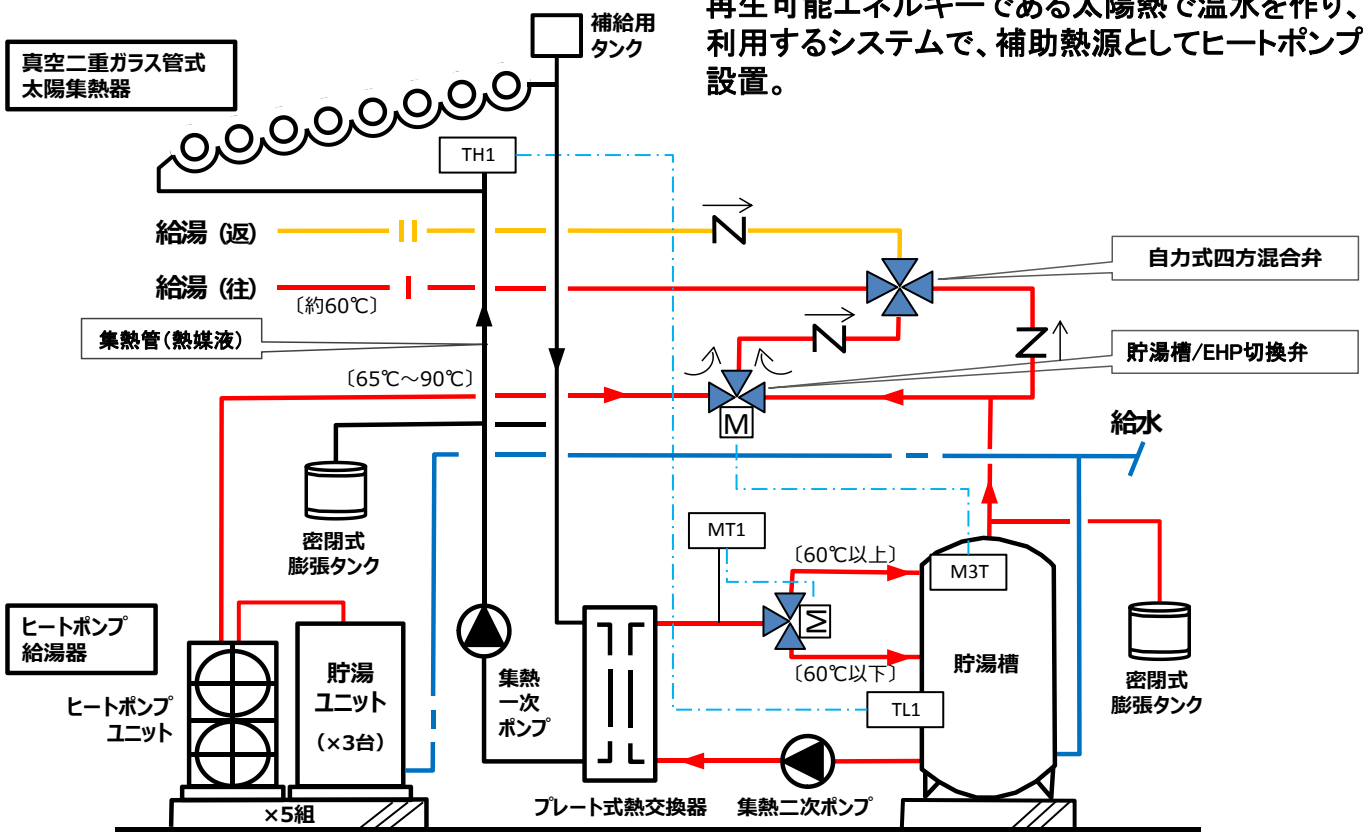 再生可能エネルギーである太陽熱で温水を作り、
利用するシステムで、補助熱源としてヒートポンプ
設置。
補給用
タンク
真空二重ガラス管式
太陽集熱器
TH1
給湯 (返)
給湯 (往)
〔約60℃〕
自力式四方混合弁
集熱管(熱媒液)
貯湯槽/EHP切換弁
〔65℃～90℃〕
M
給水
密閉式
膨張タンク
MT1
〔60℃以上〕
M3T
M
〔60℃以下〕
貯湯槽
TL1
密閉式
膨張タンク
ヒートポンプ
給湯器
ヒートポンプ
ユニット
貯湯
ユニット
(×3台)
集熱
一次
ポンプ
×5組
プレート式熱交換器
集熱二次ポンプ